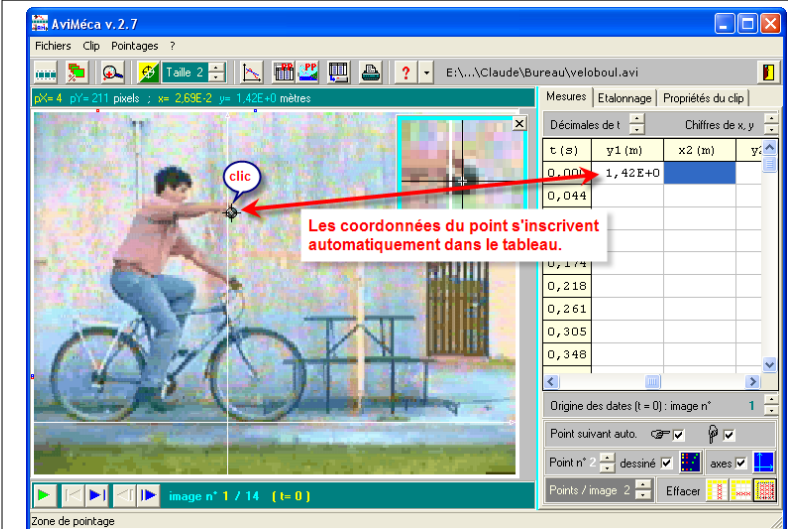 AviMéca v.2.7
Fichiers Clip Pointages ?
Taille 2
PP
?
E:\...\Claude\Bureau\veloboul.avi
pX= 4 pY= 211 pixels ; x= 2,69E-2 y= 1,42E+0 mètres
Mesures Etalonnage Propriétés du clip
Décimales de t Chiffres de x, y
t (s) y1 (m) x2 (m)
1,42E+0
0,044
clic
Les coordonnées du point s'inscrivent
automatiquement dans le tableau.
0,174
0,218
0,261
0,305
0,348
Origine des dates (t = 0) : image n° 1
Point suivant auto.
Point n° 2 dessiné axes
Points / image 2 Effacer
image n° 1 / 14 ( t= 0 )
Zone de pointage